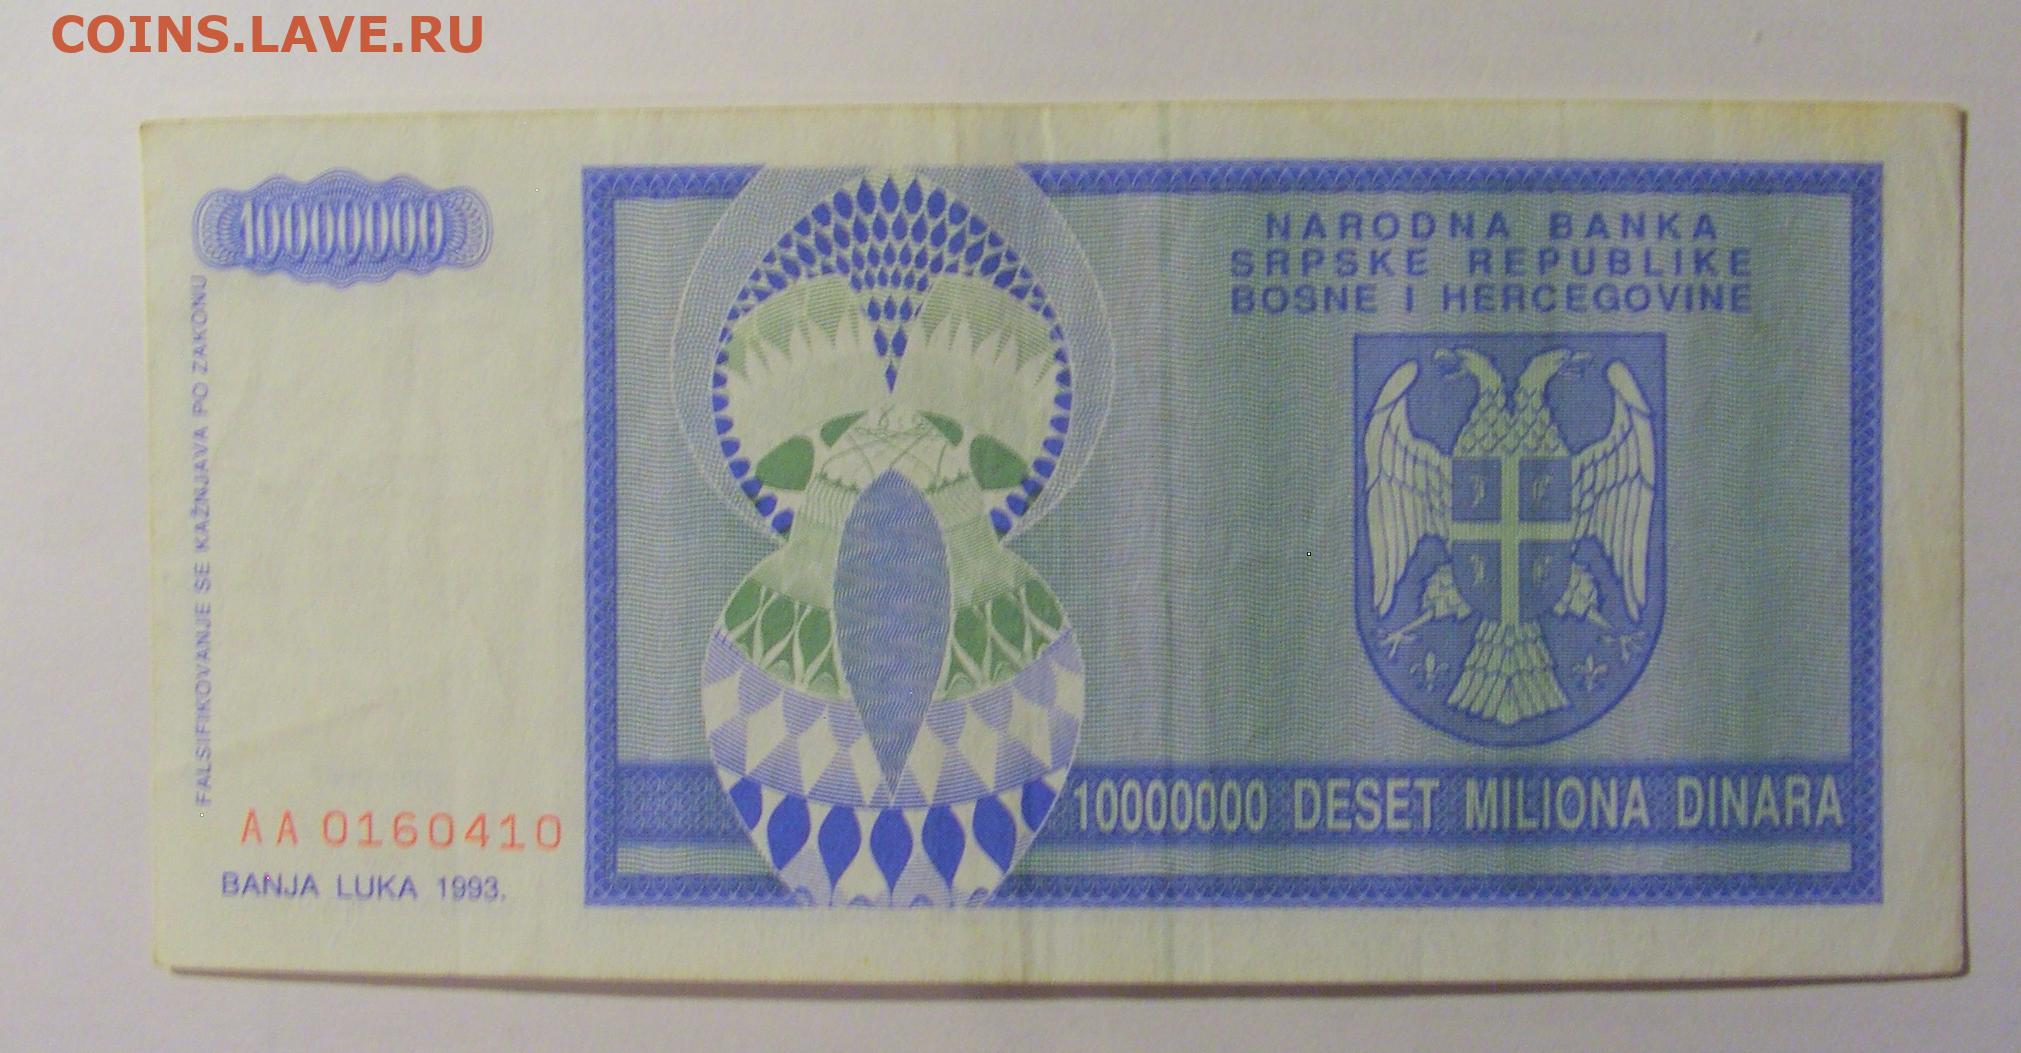 COINS.LAVE.RU
10000000
NARODNA BANKA
SRPSKE REPUBLIKE
BOSNE I HERCEGOVINE
FALSIFIKOVANJE SE KAŽNJAVA PO ZAKONU
10000000 DESET MILIONA DINARA
AA 0160410
BANJA LUKA 1993.